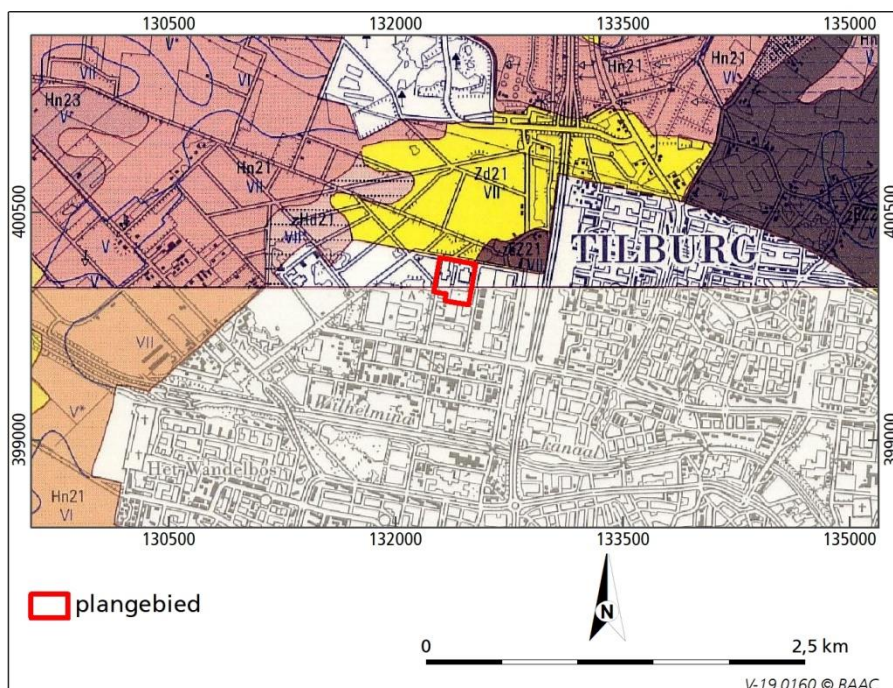 130500 132000 133500 135000
Hn21
VI
VII
V*
Hn23
V*
VI
Hn21
VI
Hn21
VII
Zd21
VII
zHd21
VII*
V
400500
400500
TILBURG
VII
399000
399000
V*
Wilhelmina
kanaal
Het Wandelbos
Hn21
VI
130500 132000 133500 135000
plangebied
N
0 2,5 km
V-19.0160 © BAAC